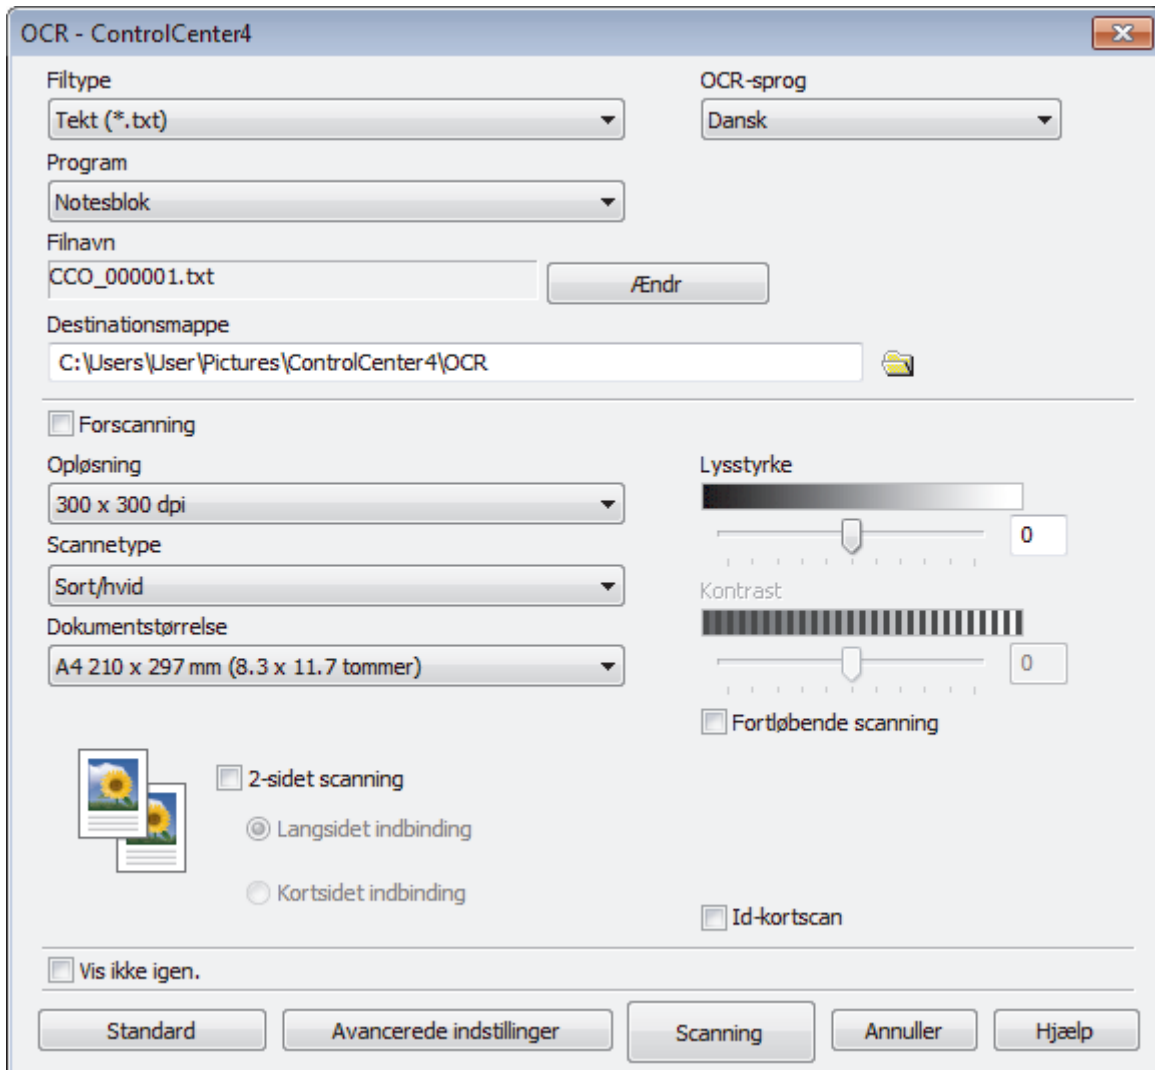 OCR - ControlCenter4
Filtype
OCR-sprog
Tekt (*.txt)
Dansk
Program
Notesblok
Filnavn
CCO_000001.txt
Ændr
Destinationsmappe
C:\Users\User\Pictures\ControlCenter4\OCR
Forscanning
Opløsning
Lysstyrke
300 x 300 dpi
0
Scannetype
Sort/hvid
Kontrast
Dokumentstørrelse
A4 210 x 297 mm (8.3 x 11.7 tommer)
0
Fortløbende scanning
2-sidet scanning
Langsidet indbinding
Kortsidet indbinding
Id-kortscan
Vis ikke igen.
Standard
Avancerede indstillinger
Scanning
Annuller
Hjælp